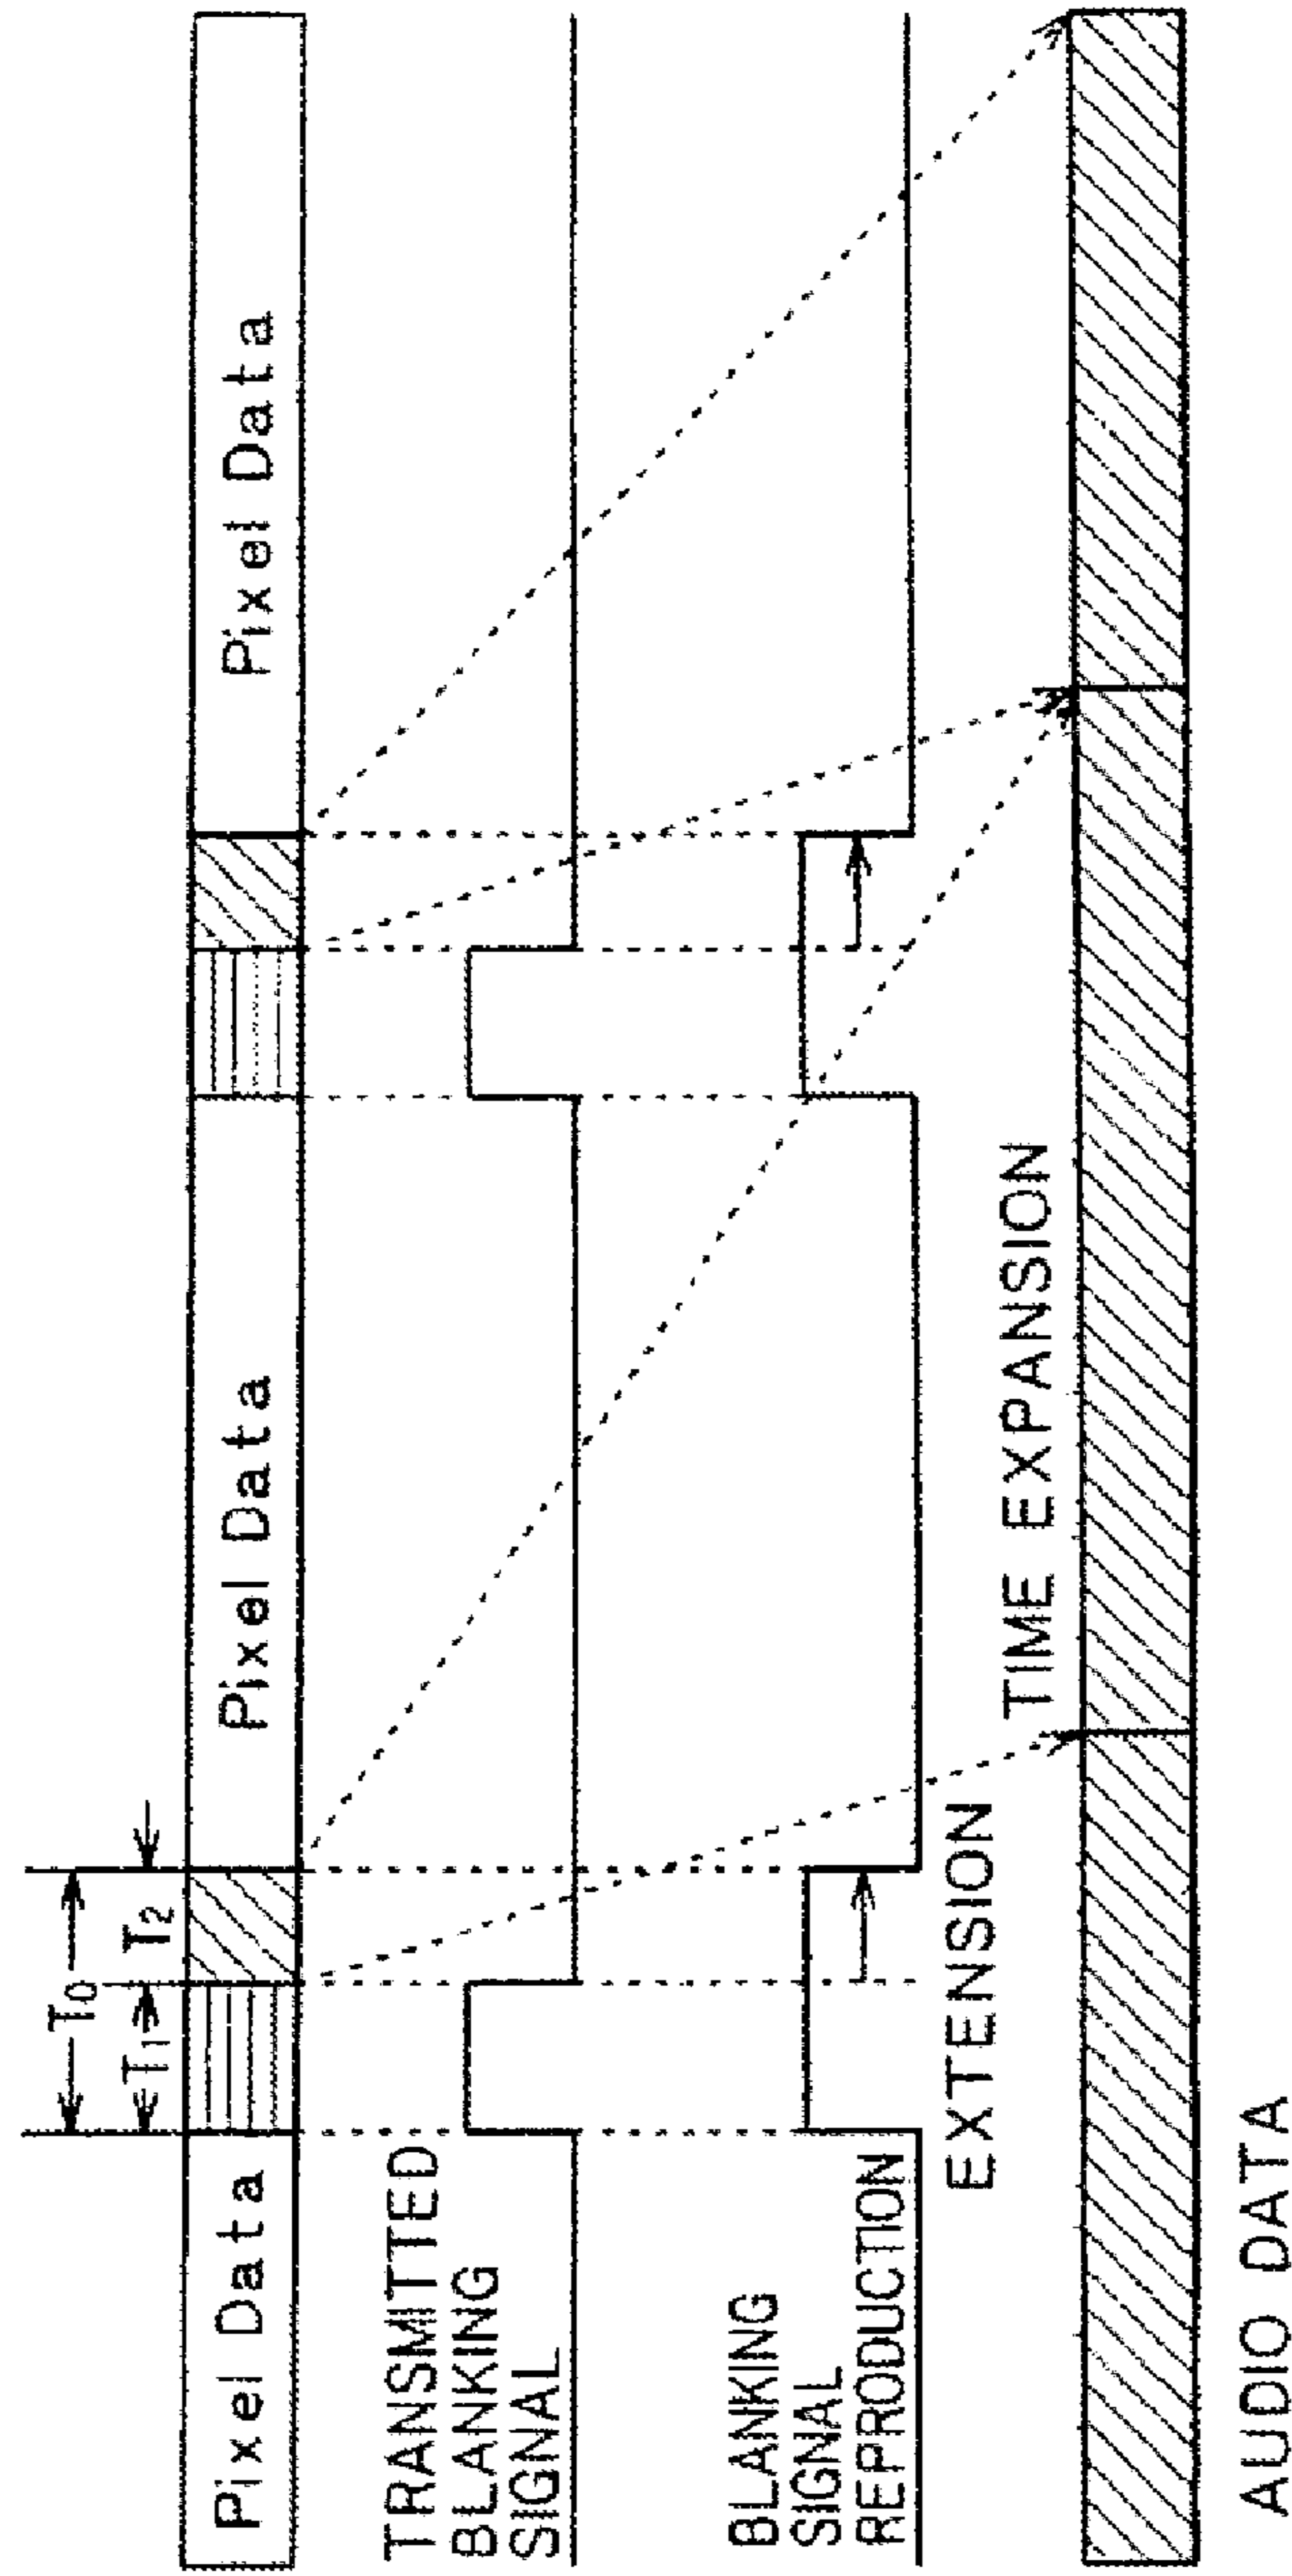 T0
T1
T2
Pixel Data
Pixel Data
Pixel Data
TRANSMITTED
BLANKING
SIGNAL
BLANKING
SIGNAL
REPRODUCTION
EXTENSION
TIME EXPANSION
AUDIO DATA